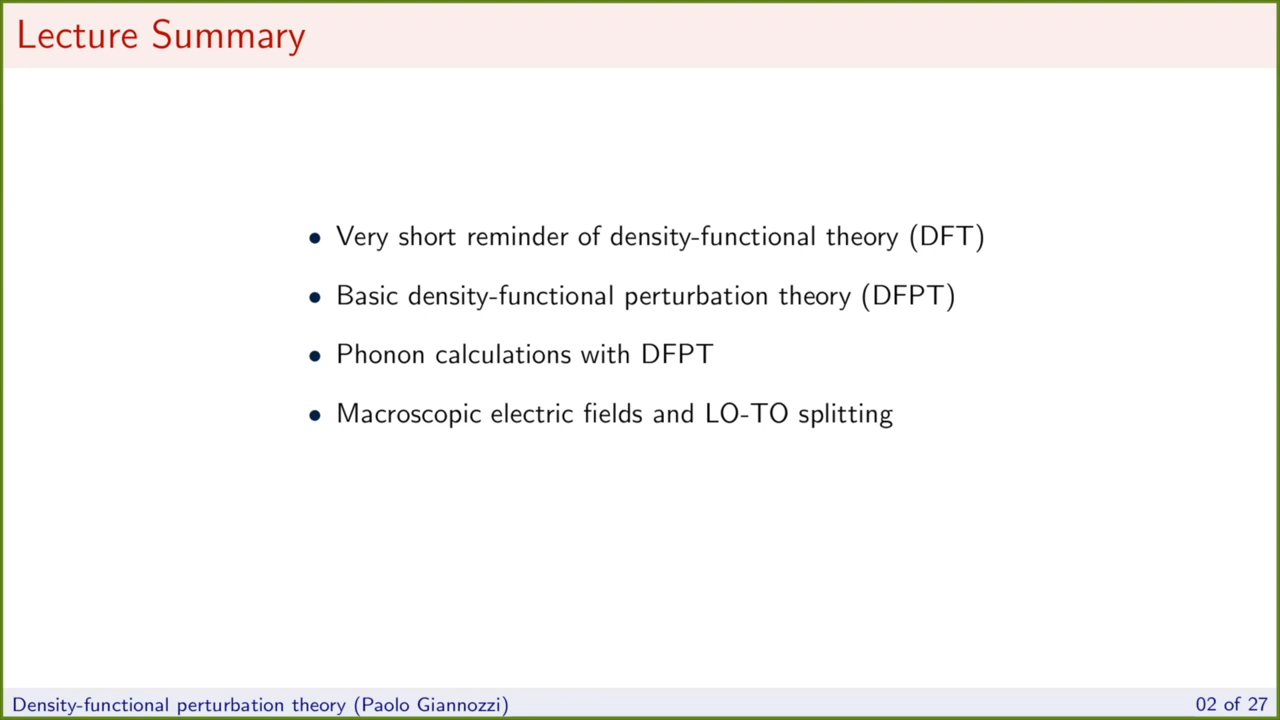 Lecture Summary
• Very short reminder of density-functional theory (DFT)
• Basic density-functional perturbation theory (DFPT)
• Phonon calculations with DFPT
• Macroscopic electric fields and LO-TO splitting
Density-functional perturbation theory (Paolo Giannozzi)
02 of 27